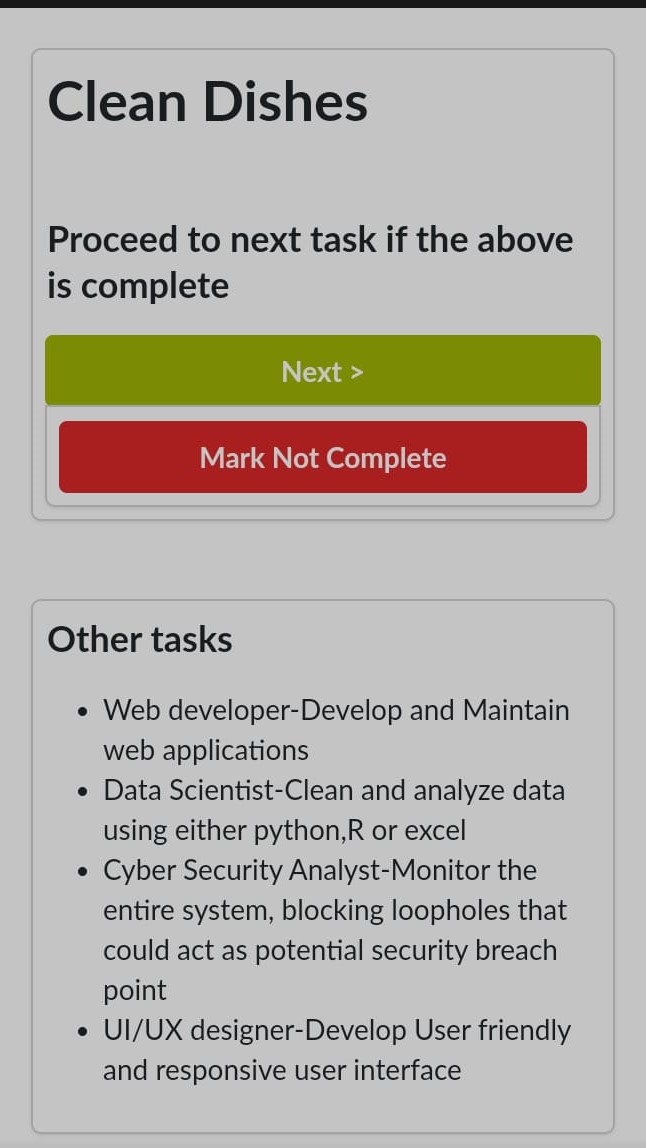 Clean Dishes
Proceed to next task if the above
is complete
Next >
Mark Not Complete
Other tasks
• Web developer-Develop and Maintain
web applications
• Data Scientist-Clean and analyze data
using either python,R or excel
• Cyber Security Analyst-Monitor the
entire system, blocking loopholes that
could act as potential security breach
point
• UI/UX designer-Develop User friendly
and responsive user interface